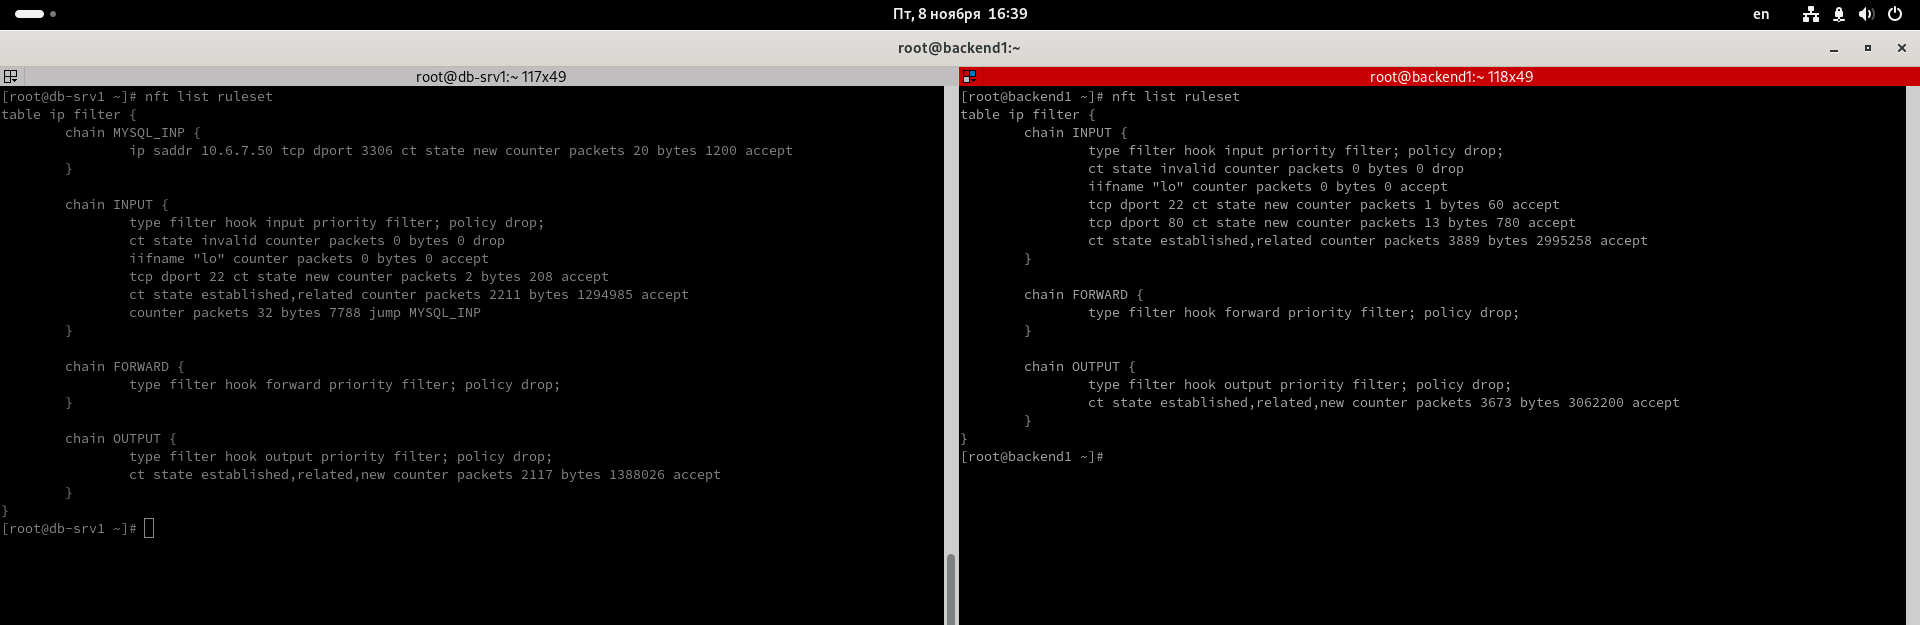 Пт, 8 ноября 16:39
en
root@backend1:~
root@db-srv1:~ 117x49
[root@db-srv1 ~]# nft list ruleset
table ip filter {
chain MYSQL_INP {
ip saddr 10.6.7.50 tcp dport 3306 ct state new counter packets 20 bytes 1200 accept
}
chain INPUT {
type filter hook input priority filter; policy drop;
ct state invalid counter packets 0 bytes 0 drop
iifname "lo" counter packets 0 bytes 0 accept
tcp dport 22 ct state new counter packets 2 bytes 208 accept
ct state established,related counter packets 2211 bytes 1294985 accept
counter packets 32 bytes 7788 jump MYSQL_INP
}
chain FORWARD {
type filter hook forward priority filter; policy drop;
}
chain OUTPUT {
type filter hook output priority filter; policy drop;
ct state established,related,new counter packets 2117 bytes 1388026 accept
}
}
[root@db-srv1 ~]#
root@backend1:~ 118x49
[root@backend1 ~]# nft list ruleset
table ip filter {
chain INPUT {
type filter hook input priority filter; policy drop;
ct state invalid counter packets 0 bytes 0 drop
iifname "lo" counter packets 0 bytes 0 accept
tcp dport 22 ct state new counter packets 1 bytes 60 accept
tcp dport 80 ct state new counter packets 13 bytes 780 accept
ct state established,related counter packets 3889 bytes 2995258 accept
}
chain FORWARD {
type filter hook forward priority filter; policy drop;
}
chain OUTPUT {
type filter hook output priority filter; policy drop;
ct state established,related,new counter packets 3673 bytes 3062200 accept
}
}
[root@backend1 ~]#